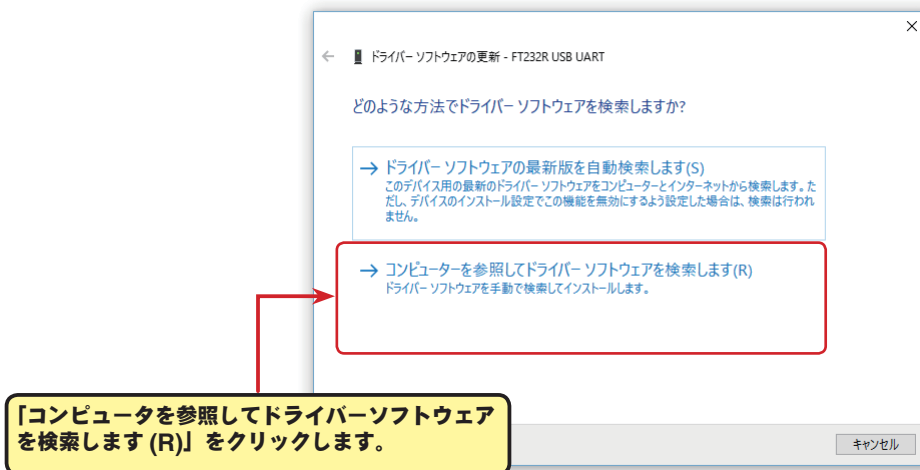 ドライバー ソフトウェアの更新 - FT232R USB UART
どのような方法でドライバー ソフトウェアを検索しますか?
ドライバー ソフトウェアの最新版を自動検索します(S)
このデバイス用の最新のドライバー ソフトウェアをコンピューターとインターネットから検索します。た
だし、デバイスのインストール設定でこの機能を無効にするよう設定した場合は、検索は行われ
ません。
コンピューターを参照してドライバー ソフトウェアを検索します(R)
ドライバー ソフトウェアを手動で検索してインストールします。
「コンピュータを参照してドライバーソフトウェア
を検索します (R)」をクリックします。
キャンセル